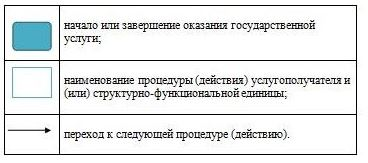 начало или завершение оказания государственной
услуги;
наименование процедуры (действия) услугополучателя и
(или) структурно-функциональной единицы;
переход к следующей процедуре (действию).